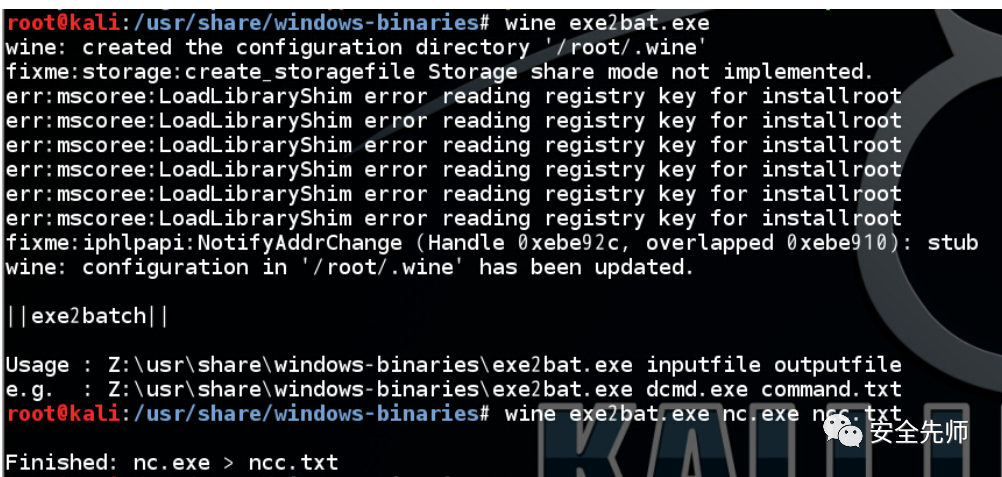 root@kali:/usr/share/windows-binaries# wine exe2bat.exe
wine: created the configuration directory '/root/.wine'
fixme:storage:create_storagefile Storage share mode not implemented.
err:mscoree:LoadLibraryShim error reading registry key for installroot
err:mscoree:LoadLibraryShim error reading registry key for installroot
err:mscoree:LoadLibraryShim error reading registry key for installroot
err:mscoree:LoadLibraryShim error reading registry key for installroot
err:mscoree:LoadLibraryShim error reading registry key for installroot
err:mscoree:LoadLibraryShim error reading registry key for installroot
fixme:iphlpapi:NotifyAddrChange (Handle 0xebe92c, overlapped 0xebe910): stub
wine: configuration in '/root/.wine' has been updated.
||exe2batch||
Usage : Z:\usr\share\windows-binaries\exe2bat.exe inputfile outputfile
e.g.  : Z:\usr\share\windows-binaries\exe2bat.exe dcmd.exe command.txt
root@kali:/usr/share/windows-binaries# wine exe2bat.exe nc.exe ncc.txt
安全先师
KALI
Finished: nc.exe > ncc.txt